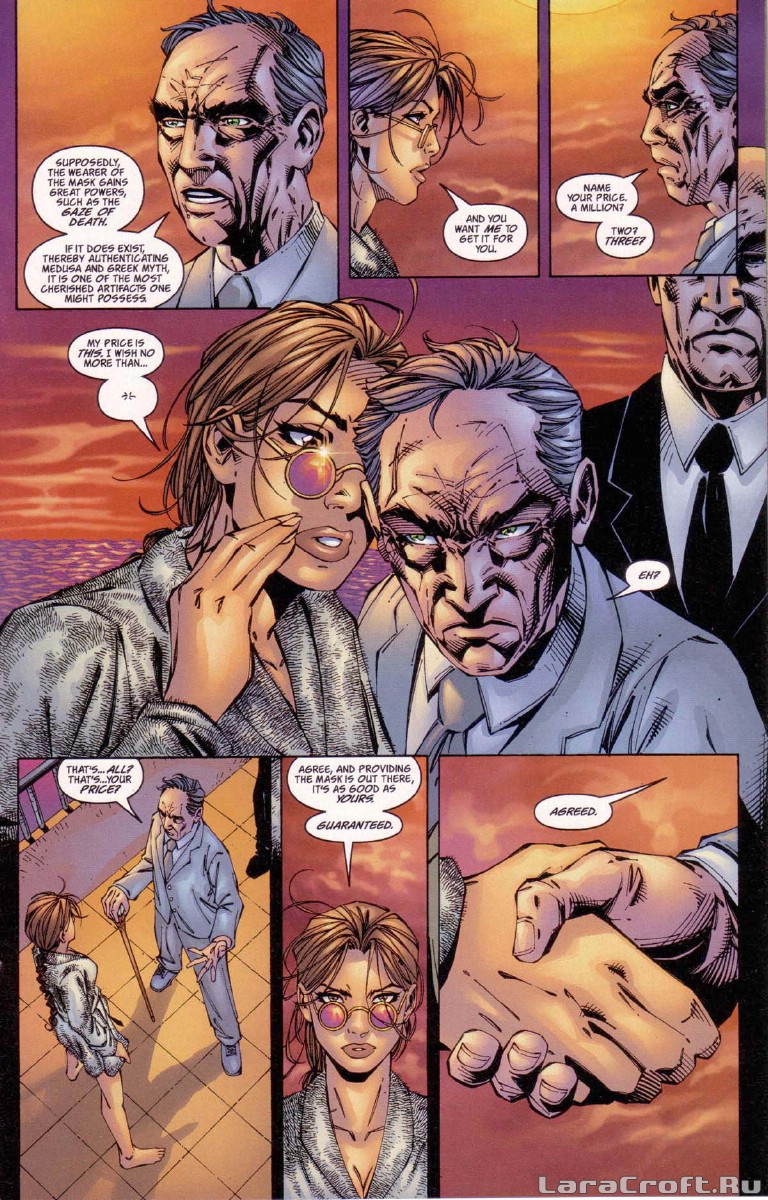 SUPPOSEDLY,
THE WEARER OF
THE MASK GAINS
GREAT POWERS,
SUCH AS THE
GAZE OF
DEATH.
IF IT DOES EXIST,
THEREBY AUTHENTICATING
MEDUSA AND GREEK MYTH,
IT IS ONE OF THE MOST
CHERISHED ARTIFACTS ONE
MIGHT POSSESS.
AND YOU
WANT ME TO
GET IT FOR
YOU.
NAME
YOUR PRICE.
A MILLION?
TWO?
THREE?
MY PRICE IS
THIS. I WISH NO
MORE THAN...
EH?
THAT'S... ALL?
THAT'S...YOUR
PRICE?
AGREE, AND PROVIDING
THE MASK IS OUT THERE,
IT'S AS GOOD AS
YOURS.
GUARANTEED.
AGREED.
LaraCroft.Ru